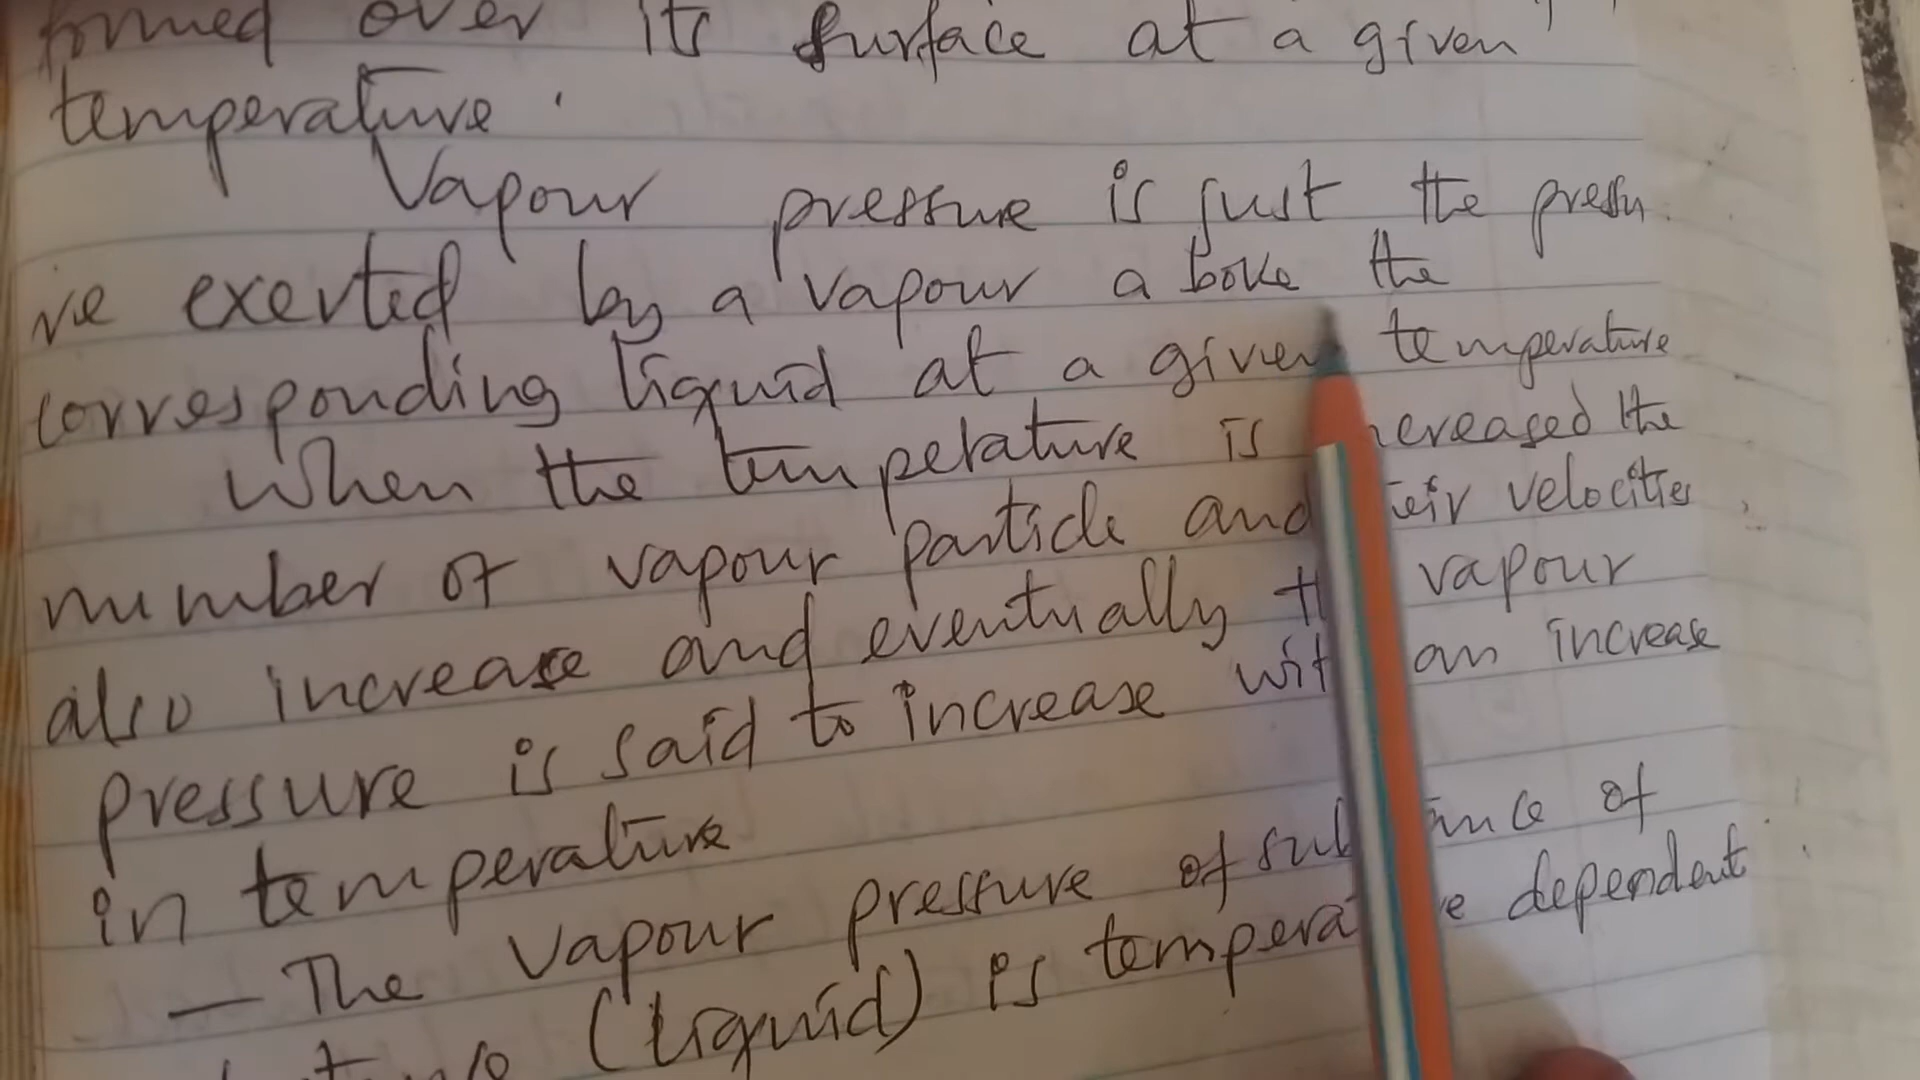 formed over its surface at a given
temperature.
Vapour pressure is just the pressu
re exerted by a vapour a bove the
corresponding liquid at a given temperature
When the temperature is increased the
number of vapour particle and their velocities
also increase and eventually the vapour
pressure is said to increase with an increase
in temperature
— The vapour pressure of substance of
(liquid) is temperature dependent